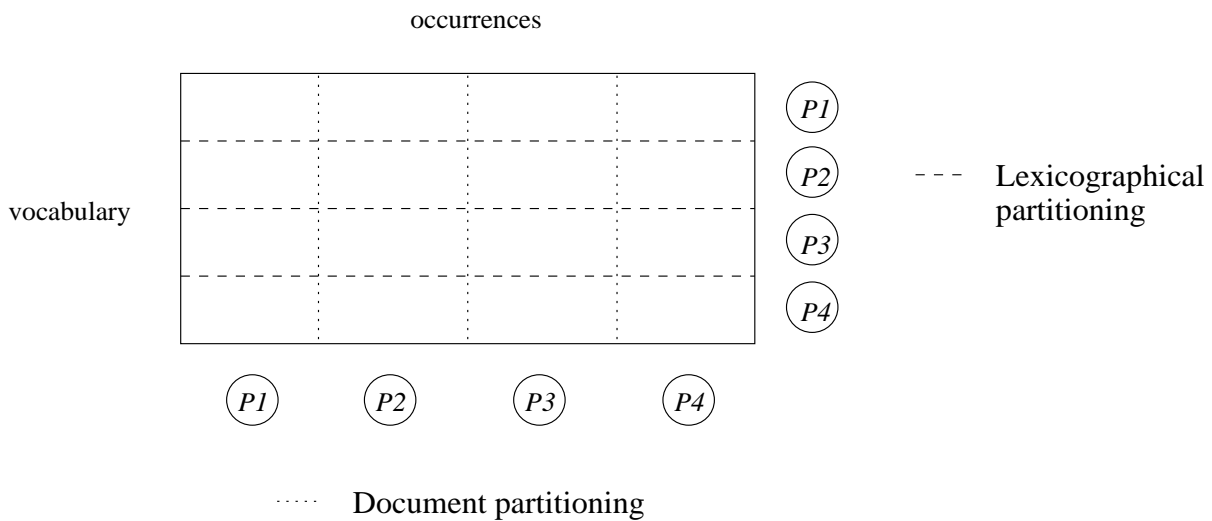 occurrences
P1
P2
P3
P4
vocabulary
--- Lexicographical
partitioning
P1
P2
P3
P4
..... Document partitioning